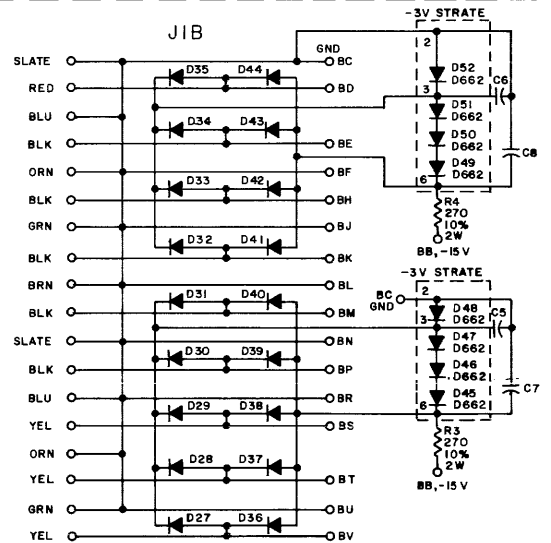 -3V STRATE
J1B
GND
2
SLATE BC
D35 D44 D52
D662
RED BD
3 C6
BLU D51
D662
D34 D43
D50
D662
BLK BE
C8
D49
D662
ORN BF
D33 D42 6
BLK BH
R4
270
10%
2W
GRN BJ
D32 D41
BB,-15V
BLK BK
-3V STRATE
BRN BL
D31 D40
BC
GND
2
BLK BM
D48
D662
C5
3
SLATE BN
D47
D662
D30 D39
BLK BP
D46
D662
C7
BLU BR
D45
D662
D29 D38
6
YEL BS
R3
270
10%
2W
ORN
D28 D37
YEL BT
BB,-15V
GRN BU
D27 D36
YEL BV